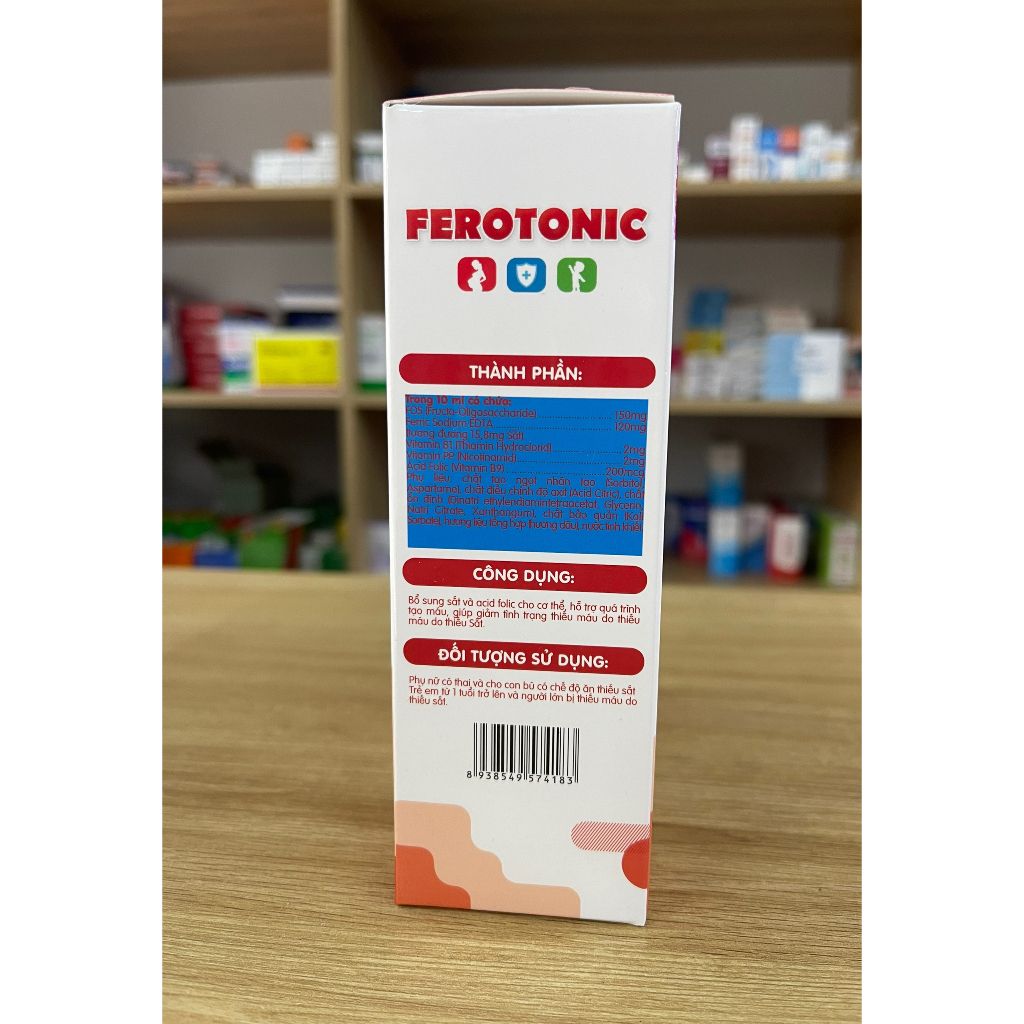 FEROTONIC
THÀNH PHẦN:
Trong 10 ml có chứa:
FOS (Fructo-Oligosaccharide) 150mg
Ferric Sodium EDTA 120mg
(tương đương 15,8mg Sắt)
Vitamin B1 (Thiamin Hydroclorid) 2mg
Vitamin PP (Nicotinamid) 2mg
Acid Folic (Vitamin B9) 200mcg
Phụ liệu: chất tạo ngọt nhân tạo (Sorbitol,
Aspartame), chất điều chỉnh độ axit (Acid Citric), chất
ổn định (Dinatri ethylendiamintetraacetat, Glycerin,
Natri Citrate, Xanthangum), chất bảo quản (Kali
Sorbate), hương liệu tổng hợp (hương dâu), nước tinh khiết.
CÔNG DỤNG:
Bổ sung sắt và acid folic cho cơ thể, hỗ trợ quá trình
tạo máu, giúp giảm tình trạng thiếu máu do thiếu
máu do thiếu Sắt.
ĐỐI TƯỢNG SỬ DỤNG:
Phụ nữ có thai và cho con bú có chế độ ăn thiếu sắt
Trẻ em từ 1 tuổi trở lên và người lớn bị thiếu máu do
thiếu sắt.
8 938549 574183